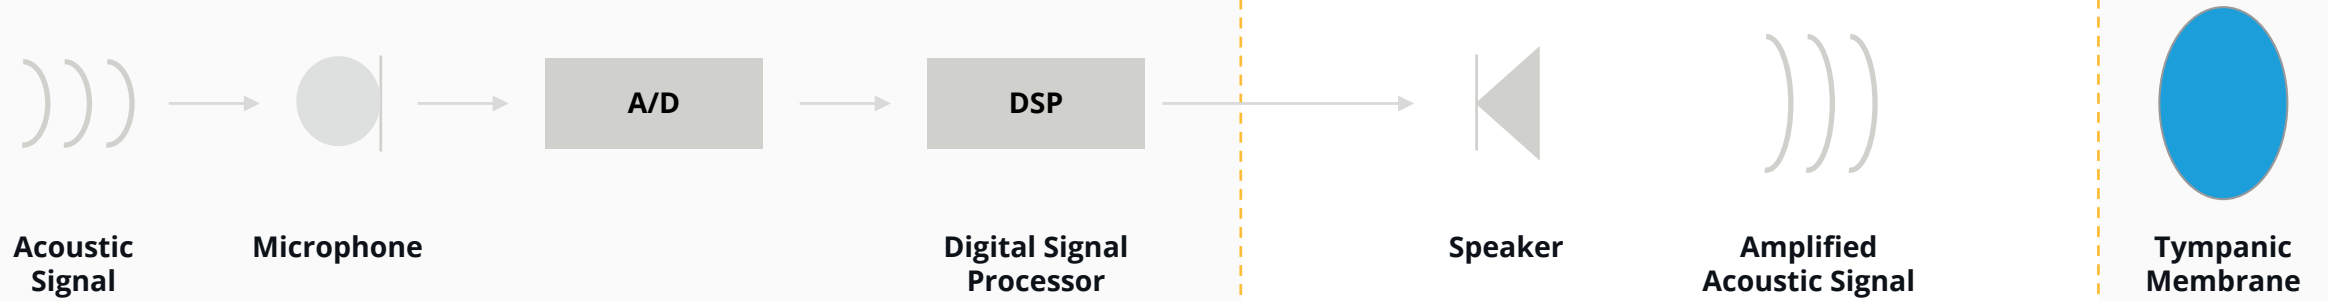 A/D
DSP
Acoustic
Signal
Microphone
Digital Signal
Processor
Speaker
Amplified
Acoustic Signal
Tympanic
Membrane